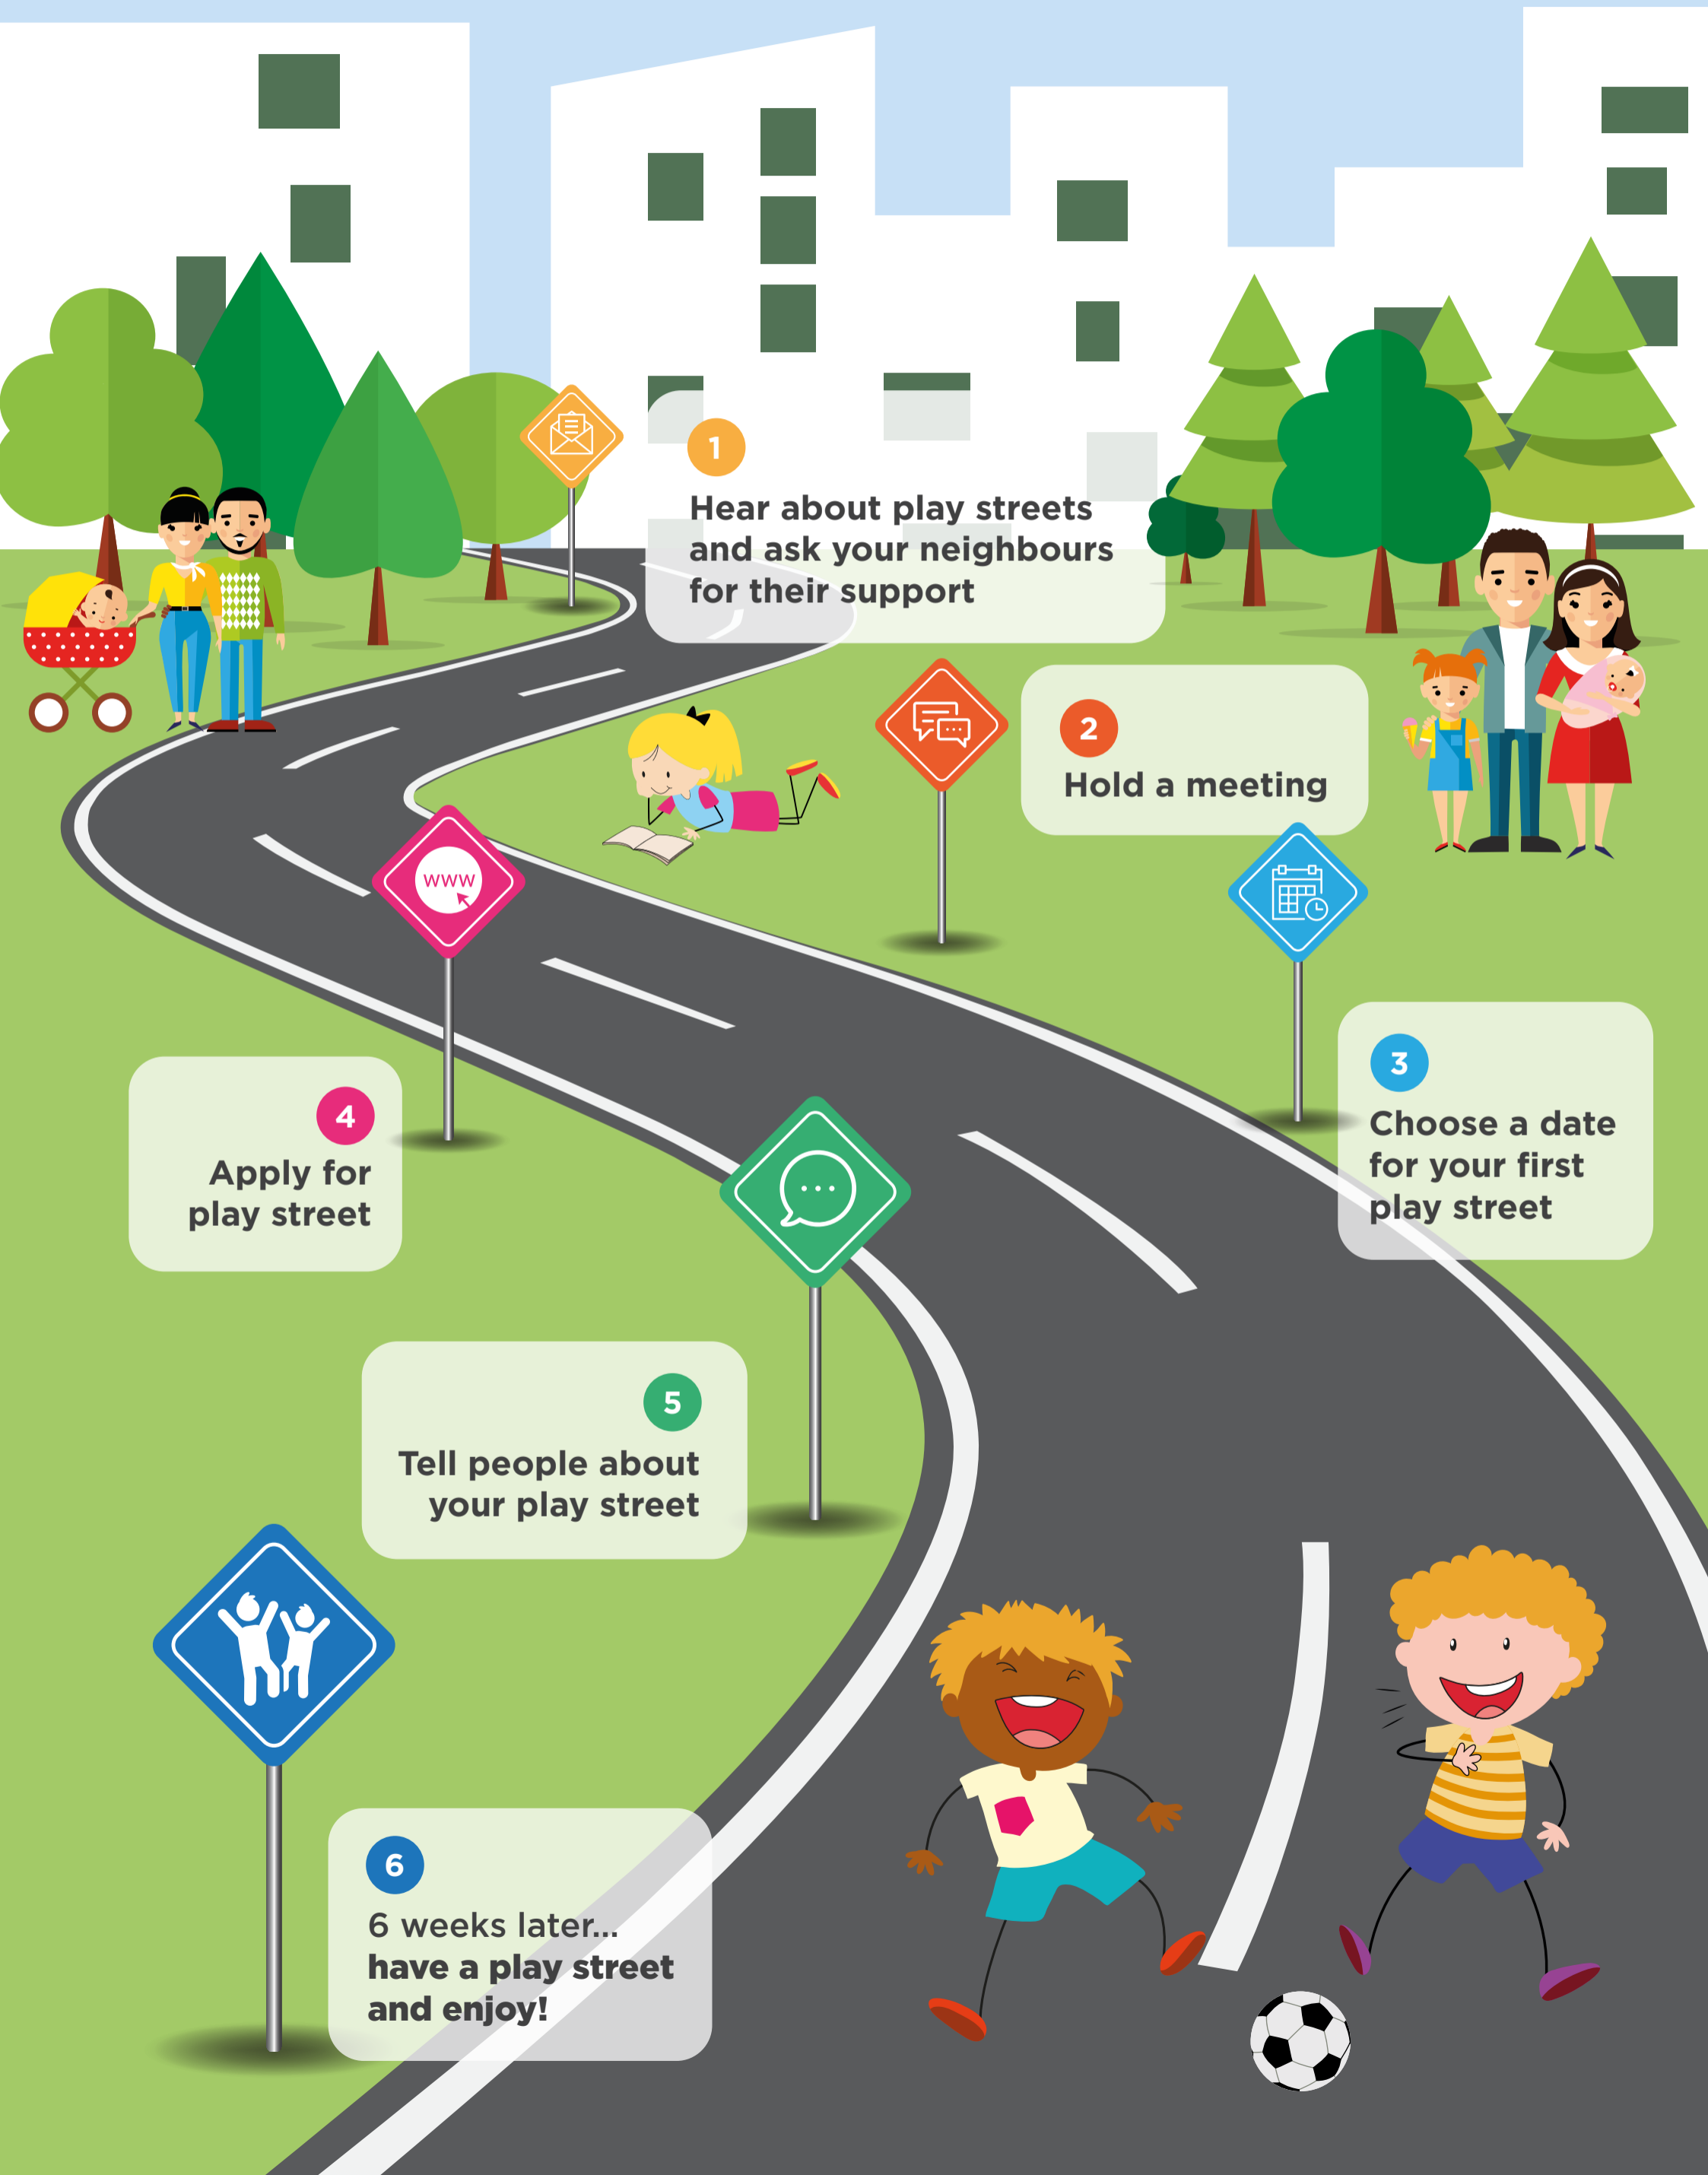 1
Hear about play streets
and ask your neighbours
for their support
2
Hold a meeting
3
Choose a date
for your first
play street
www
4
Apply for
play street
5
Tell people about
your play street
6
6 weeks later...
have a play street
and enjoy!